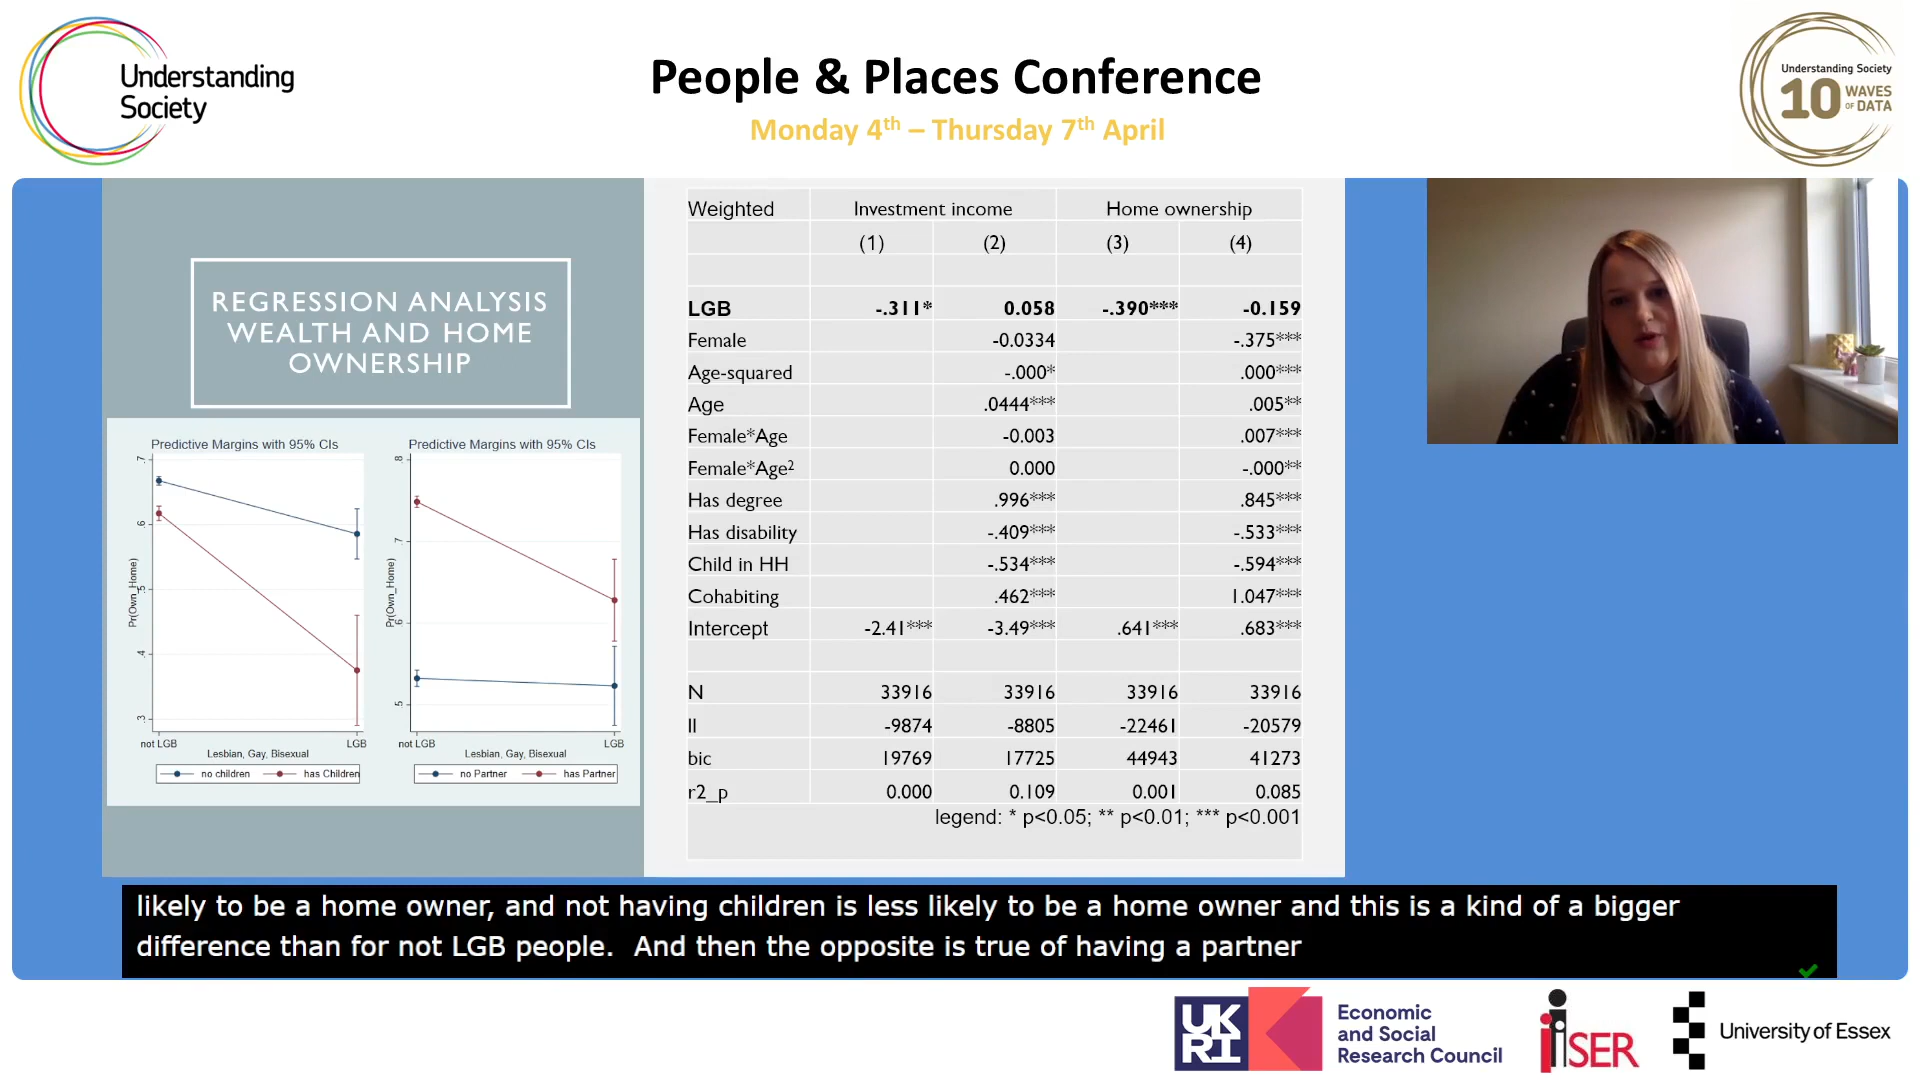 Understanding
Society
People & Places Conference
Monday 4th – Thursday 7th April
Understanding Society
10 WAVES
OF DATA
REGRESSION ANALYSIS
WEALTH AND HOME
OWNERSHIP
Predictive Margins with 95% CIs
.7
.6
.5
.4
.3
Pr(Own_Home)
not LGB LGB
Lesbian, Gay, Bisexual
no children has Children
Predictive Margins with 95% CIs
.8
.7
.6
.5
Pr(Own_Home)
not LGB LGB
Lesbian, Gay, Bisexual
no Partner has Partner
Weighted Investment income Home ownership
(1) (2) (3) (4)
LGB -.311* 0.058 -.390*** -0.159
Female -0.0334 -.375***
Age-squared -.000* .000***
Age .0444*** .005**
Female*Age -0.003 .007***
Female*Age² 0.000 -.000**
Has degree .996*** .845***
Has disability -.409*** -.533***
Child in HH -.534*** -.594***
Cohabiting .462*** 1.047***
Intercept -2.41*** -3.49*** .641*** .683***
N 33916 33916 33916 33916
ll -9874 -8805 -22461 -20579
bic 19769 17725 44943 41273
r2_p 0.000 0.109 0.001 0.085
legend: * p<0.05; ** p<0.01; *** p<0.001
likely to be a home owner, and not having children is less likely to be a home owner and this is a kind of a bigger
difference than for not LGB people.  And then the opposite is true of having a partner
UK
RI
Economic
and Social
Research Council
iSER
University of Essex